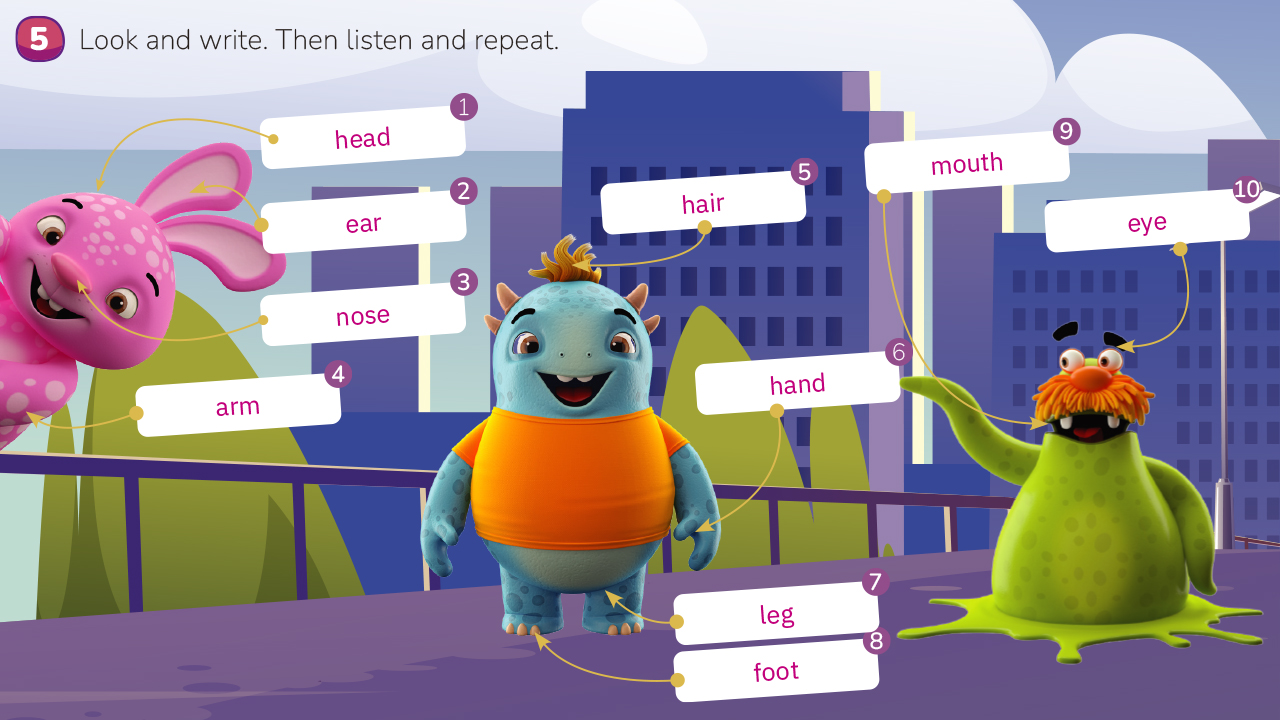 5 Look and write. Then listen and repeat.
1
head
2
ear
3
nose
4
arm
5
hair
6
hand
7
leg
8
foot
9
mouth
10
eye